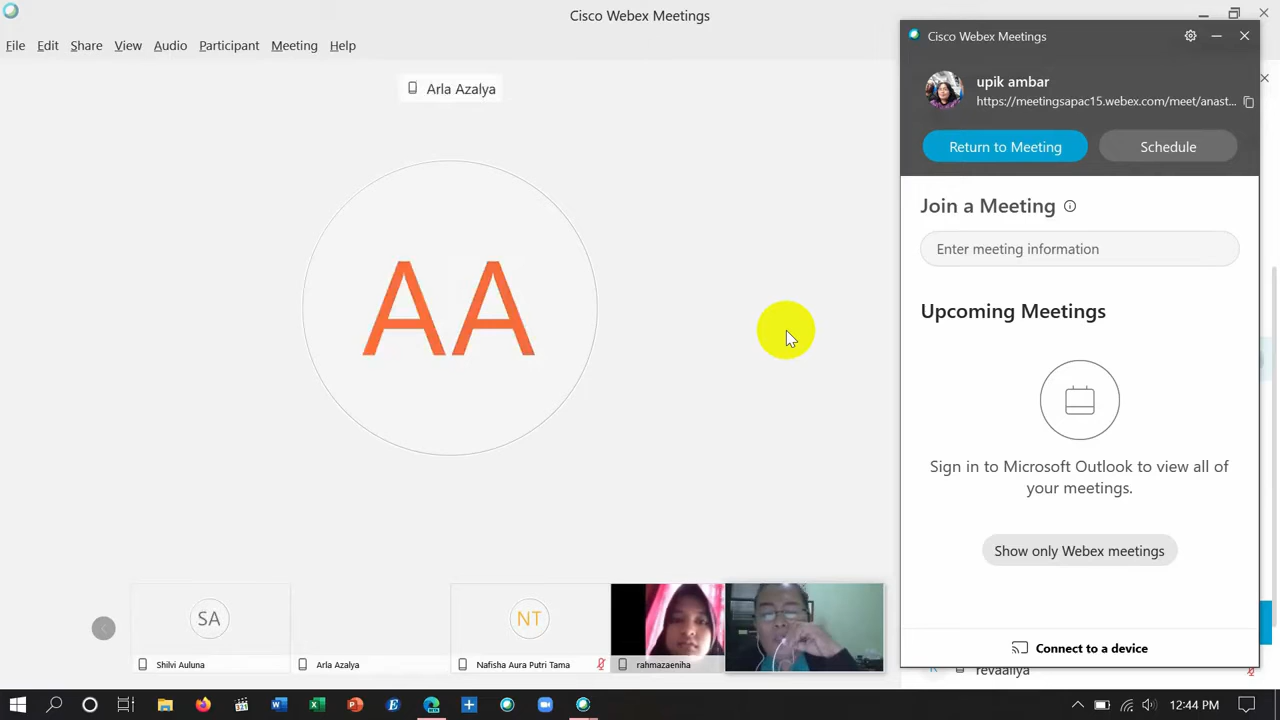 Cisco Webex Meetings
File Edit Share View Audio Participant Meeting Help
Arla Azalya
AA
SA
Shilvi Auluna
Arla Azalya
NT
Nafisha Aura Putri Tama
rahmazaeniha
Cisco Webex Meetings
upik ambar
https://meetingsapac15.webex.com/meet/anast...
Return to Meeting
Schedule
Join a Meeting
Enter meeting information
Upcoming Meetings
Sign in to Microsoft Outlook to view all of
your meetings.
Show only Webex meetings
Connect to a device
revaaliya
12:44 PM